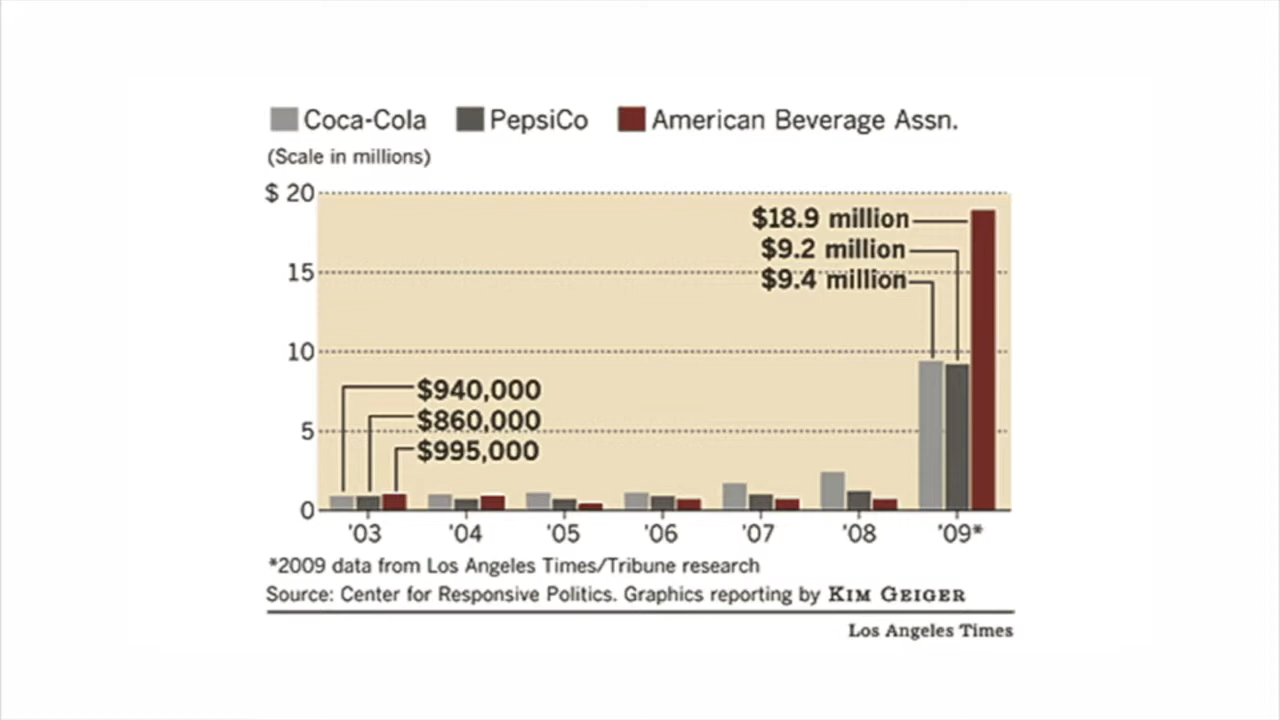 Coca-Cola PepsiCo American Beverage Assn.
(Scale in millions)
$ 20
$18.9 million
$9.2 million
15
$9.4 million
10
$940,000
$860,000
5
$995,000
0
'03 '04 '05 '06 '07 '08 '09*
*2009 data from Los Angeles Times/Tribune research
Source: Center for Responsive Politics. Graphics reporting by KIM GEIGER
Los Angeles Times